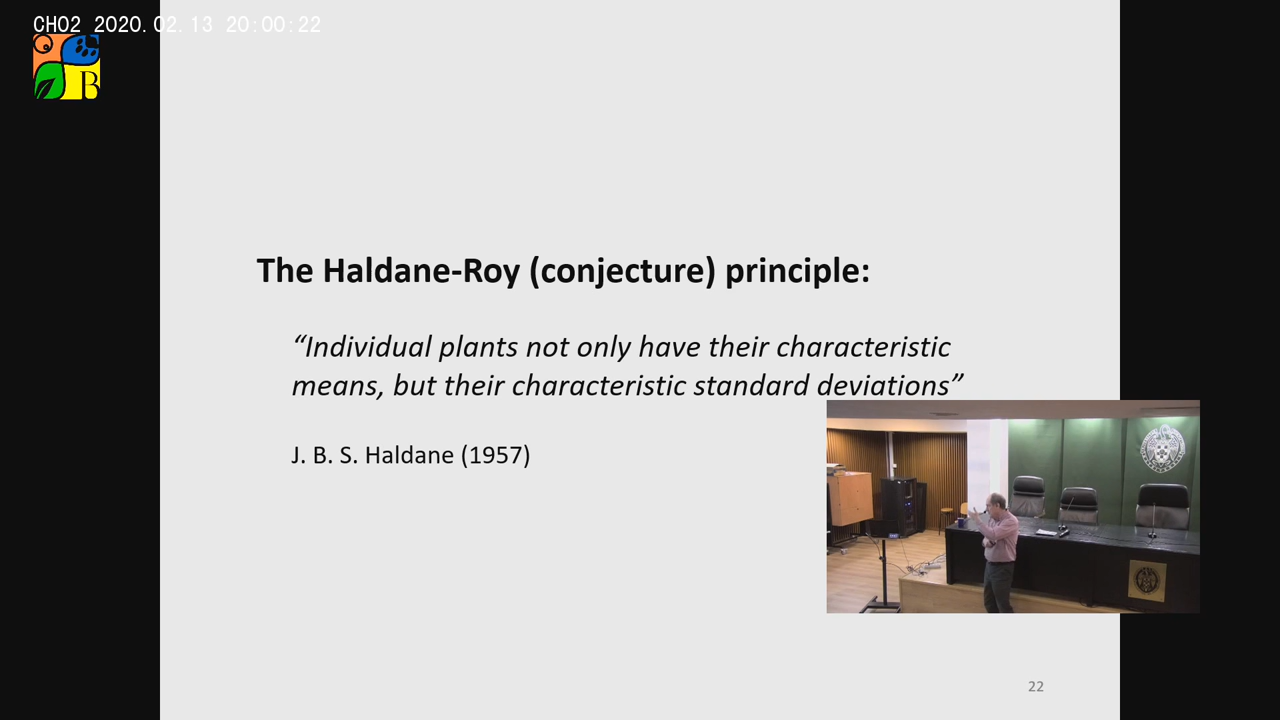 CH02 2020.02.13 20:00:22
B
The Haldane-Roy (conjecture) principle:
“Individual plants not only have their characteristic
means, but their characteristic standard deviations”
J. B. S. Haldane (1957)
22